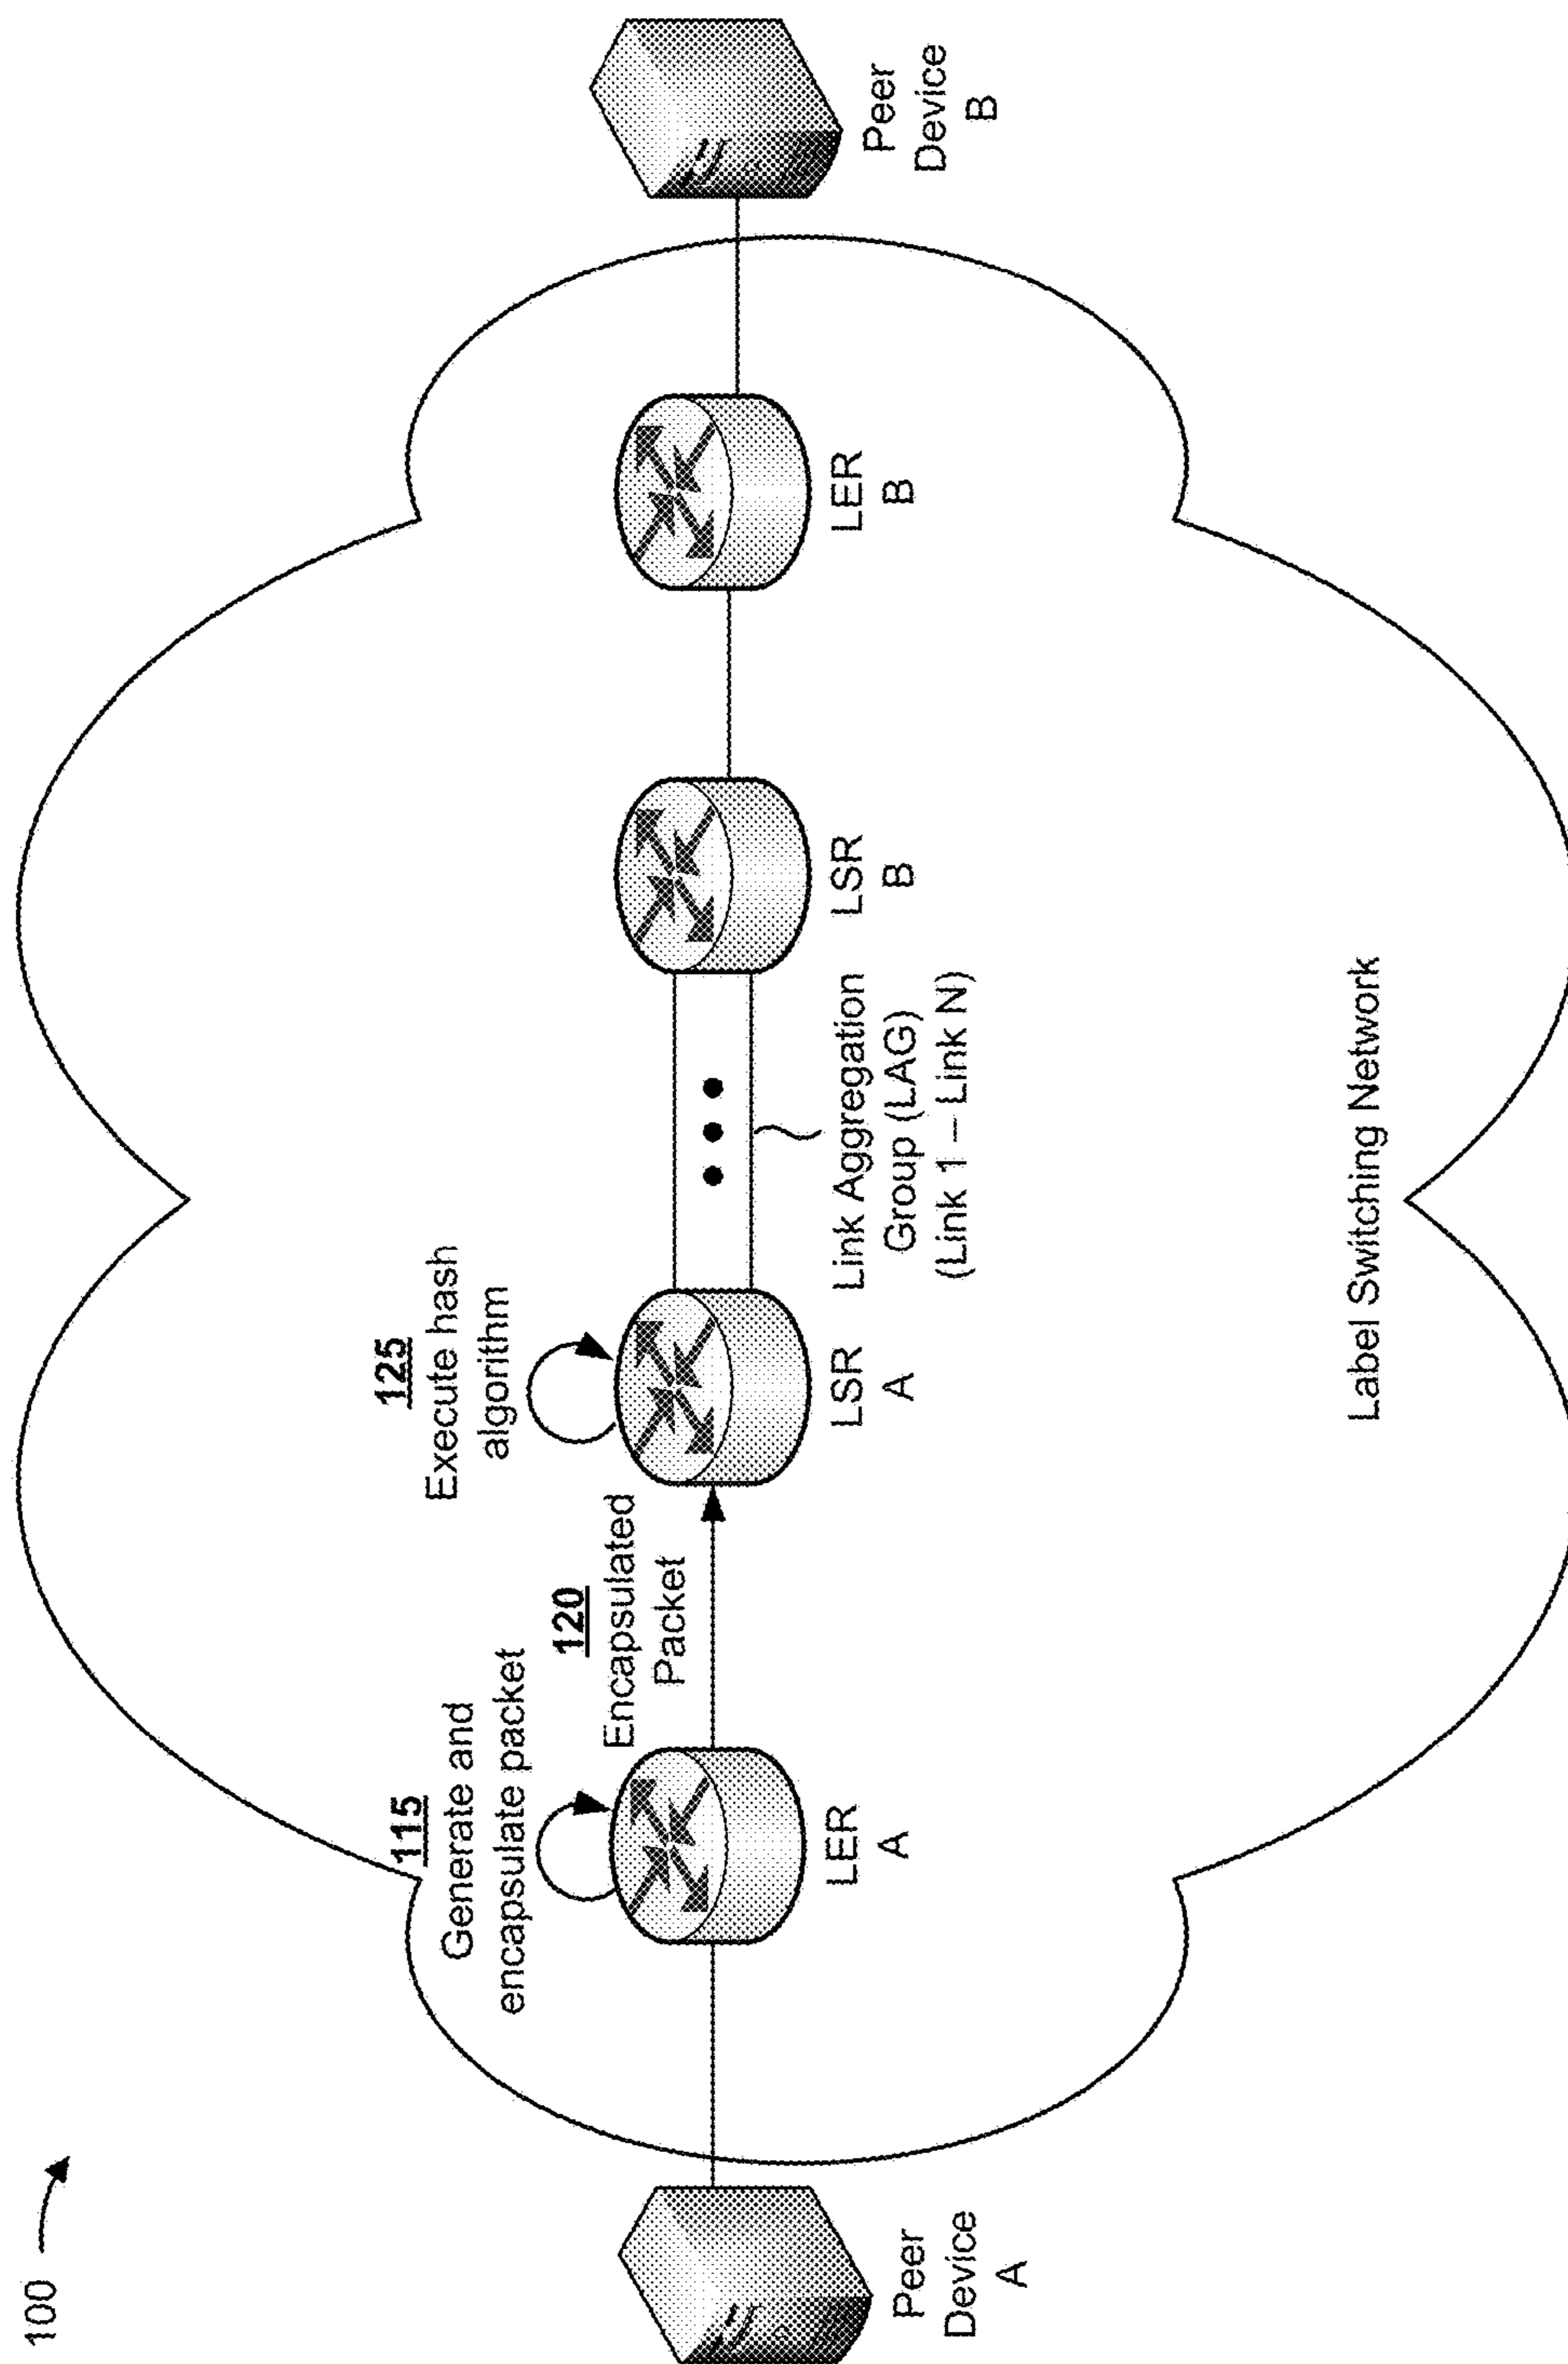 100
115
Generate and
encapsulate packet
120
Encapsulated
Packet
125
Execute hash
algorithm
Peer
Device
A
LER
A
LSR
A
Link Aggregation
Group (LAG)
(Link 1 – Link N)
LSR
B
LER
B
Peer
Device
B
Label Switching Network